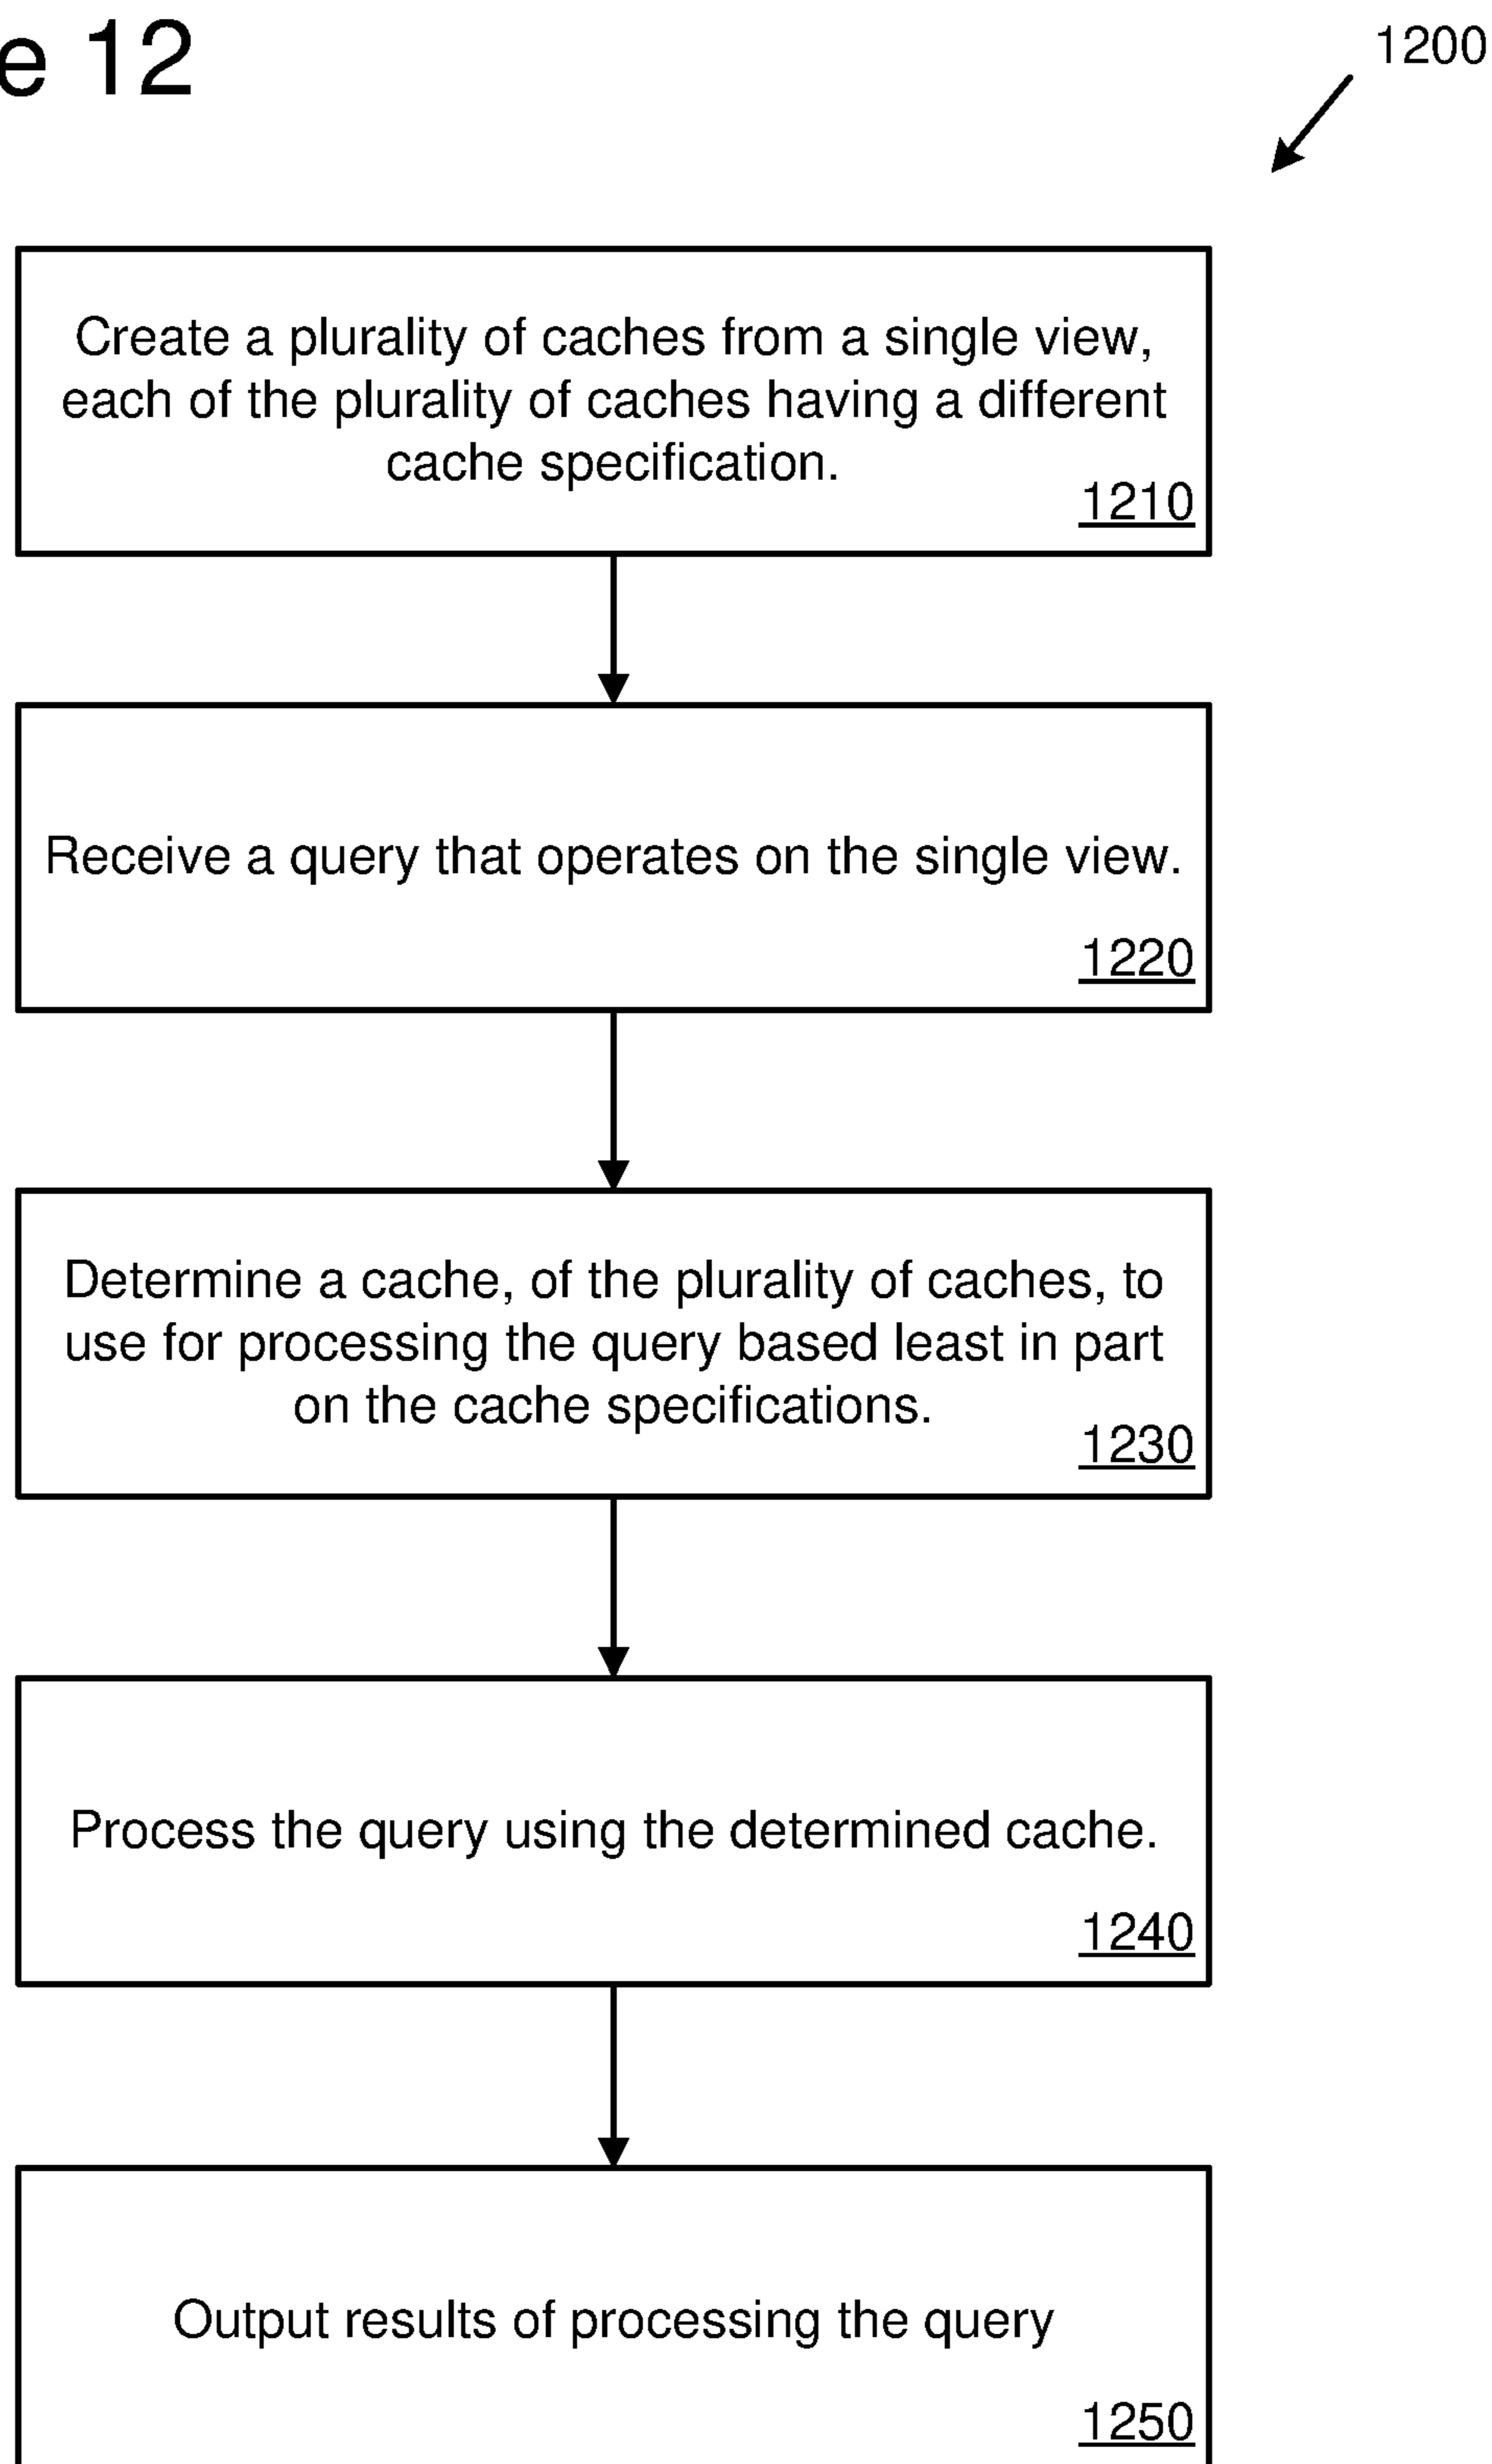 e 12
1200
Create a plurality of caches from a single view,
each of the plurality of caches having a different
cache specification.
1210
Receive a query that operates on the single view.
1220
Determine a cache, of the plurality of caches, to
use for processing the query based least in part
on the cache specifications.
1230
Process the query using the determined cache.
1240
Output results of processing the query
1250